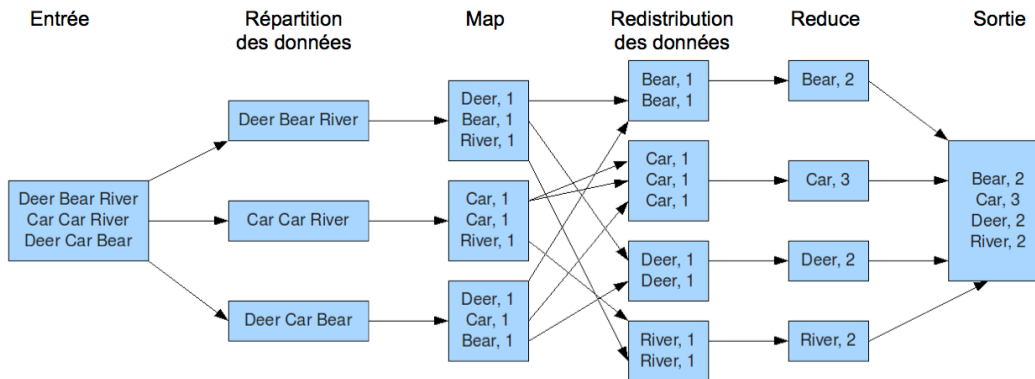 Entrée
Répartition
des données
Map
Redistribution
des données
Reduce
Sortie
Deer Bear River
Car Car River
Deer Car Bear
Deer Bear River
Car Car River
Deer Car Bear
Deer, 1
Bear, 1
River, 1
Car, 1
Car, 1
River, 1
Deer, 1
Car, 1
Bear, 1
Bear, 1
Bear, 1
Car, 1
Car, 1
Car, 1
Deer, 1
Deer, 1
River, 1
River, 1
Bear, 2
Car, 3
Deer, 2
River, 2
Bear, 2
Car, 3
Deer, 2
River, 2